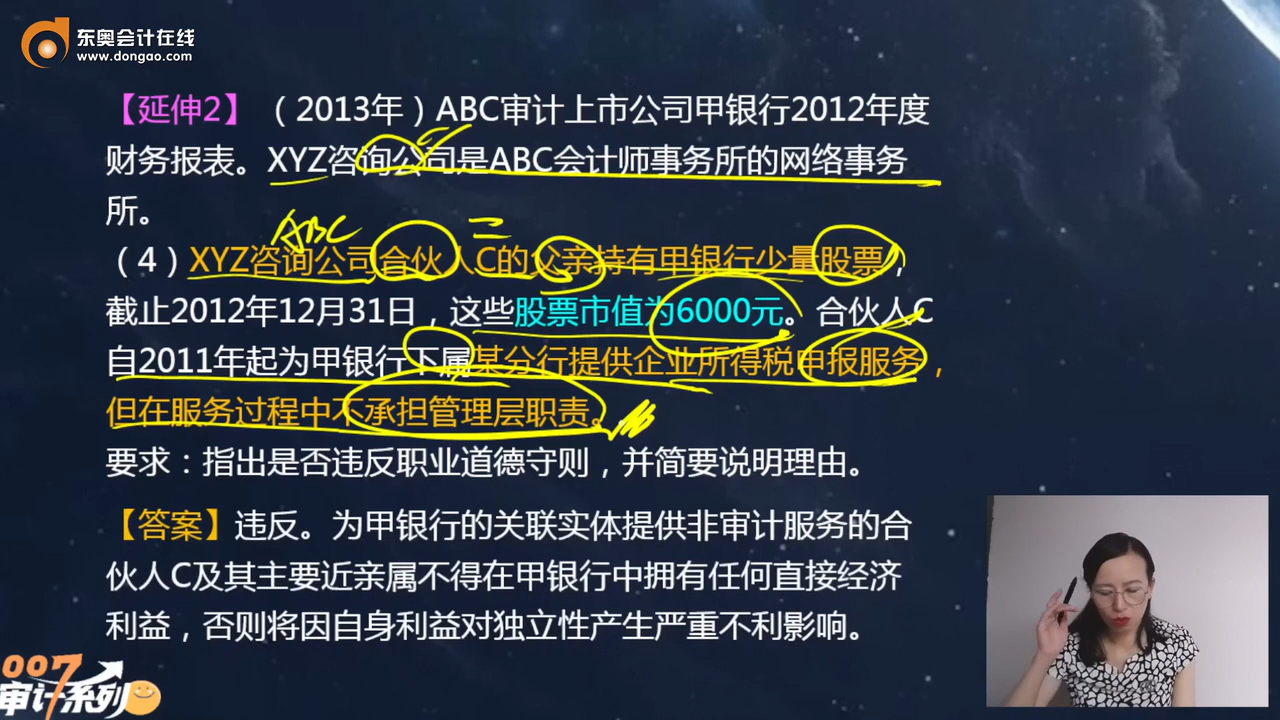 东奥会计在线
www.dongao.com
【延伸2】（2013年）ABC审计上市公司甲银行2012年度
财务报表。XYZ咨询公司是ABC会计师事务所的网络事务
所。
ABC 二
（4）XYZ咨询公司合伙人C的父亲持有甲银行少量股票，
截止2012年12月31日，这些股票市值为6000元。合伙人C
自2011年起为甲银行下属某分行提供企业所得税申报服务，
但在服务过程中不承担管理层职责。
要求：指出是否违反职业道德守则，并简要说明理由。
【答案】违反。为甲银行的关联实体提供非审计服务的合
伙人C及其主要近亲属不得在甲银行中拥有任何直接经济
利益，否则将因自身利益对独立性产生严重不利影响。
007
审计系列